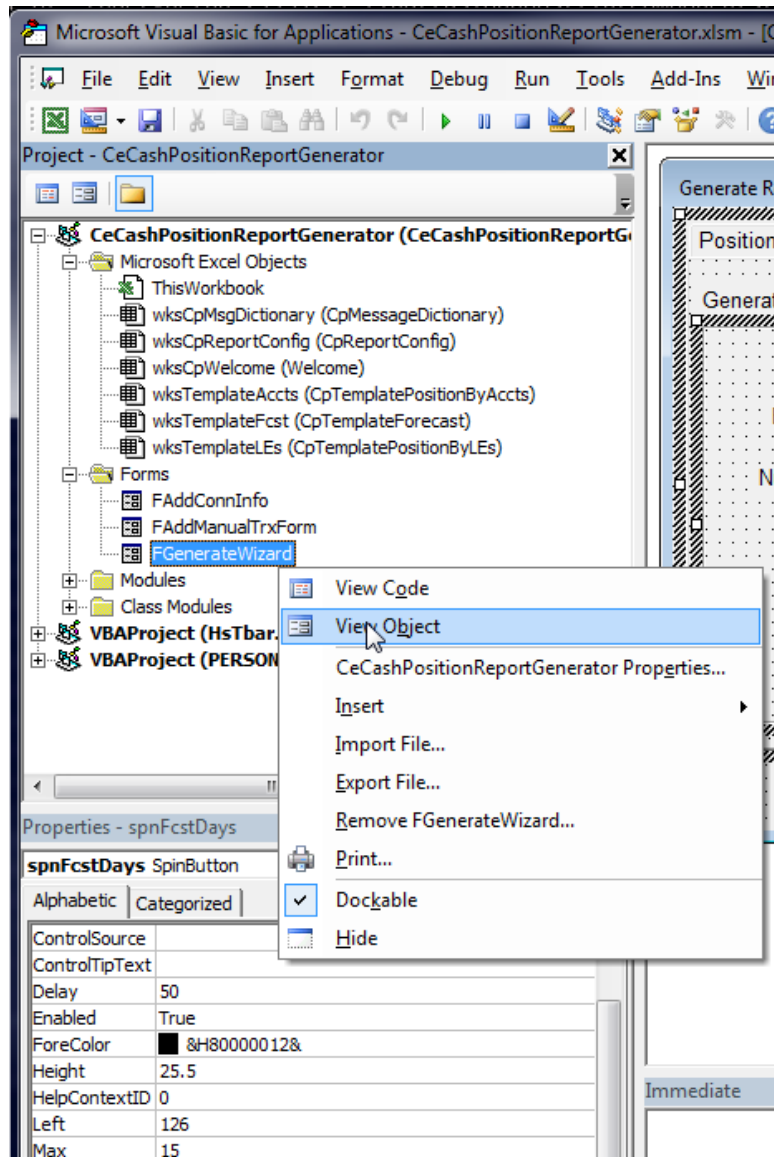 Microsoft Visual Basic for Applications - CeCashPositionReportGenerator.xlsm - [
File Edit View Insert Format Debug Run Tools Add-Ins
Project - CeCashPositionReportGenerator
CeCashPositionReportGenerator (CeCashPositionReportG
Microsoft Excel Objects
ThisWorkbook
wksCpMsgDictionary (CpMessageDictionary)
wksCpReportConfig (CpReportConfig)
wksCpWelcome (Welcome)
wksTemplateAccts (CpTemplatePositionByAccts)
wksTemplateFcst (CpTemplateForecast)
wksTemplateLEs (CpTemplatePositionByLEs)
Forms
FAddConnInfo
FAddManualTrxForm
FGenerateWizard
Modules
Class Modules
VBAProject (HsTbar.
VBAProject (PERSON
Generate R
Position
Generat
N
View Code
View Object
CeCashPositionReportGenerator Properties...
Insert
Import File...
Export File...
Remove FGenerateWizard...
Print...
Dockable
Hide
Properties - spnFcstDays
spnFcstDays SpinButton
Alphabetic Categorized
ControlSource
ControlTipText
Delay 50
Enabled True
ForeColor &H80000012&
Height 25.5
HelpContextID 0
Left 126
Max 15
Immediate